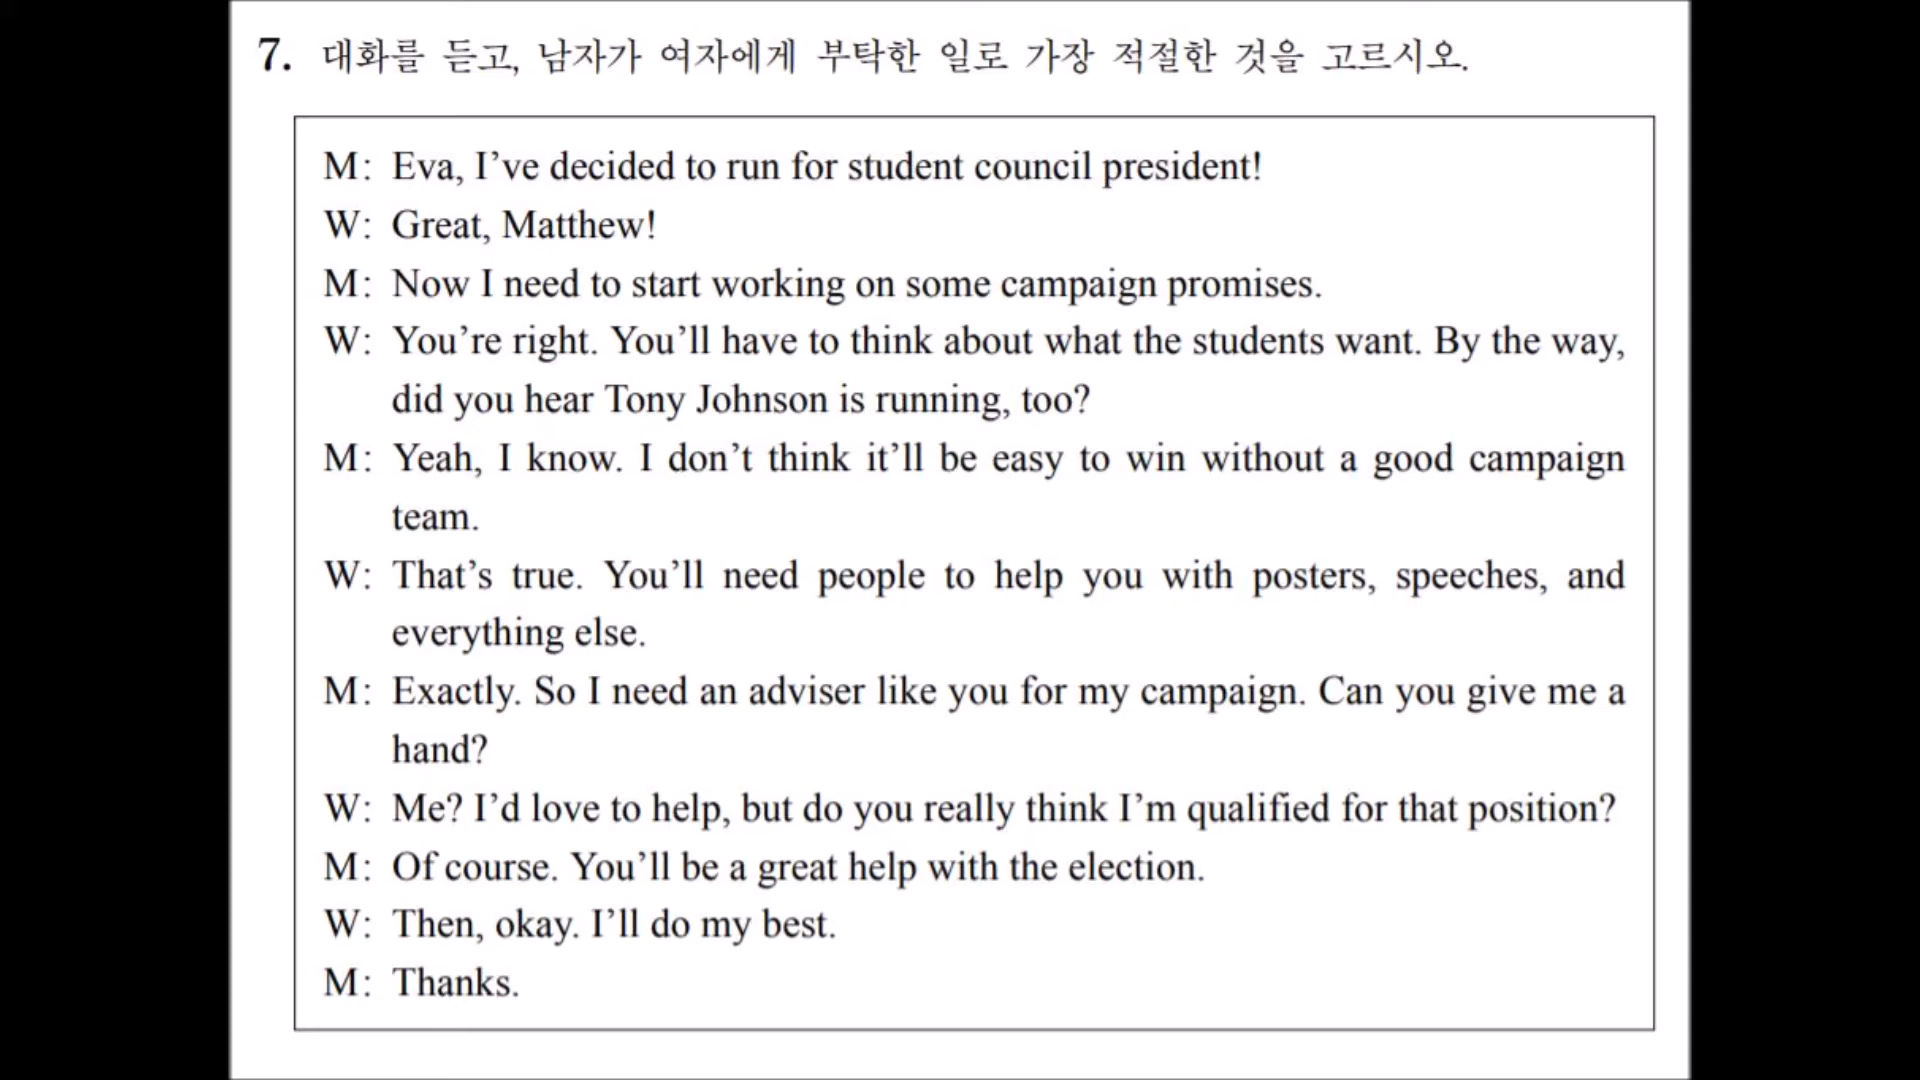 7. 대화를 듣고, 남자가 여자에게 부탁한 일로 가장 적절한 것을 고르시오.
M: Eva, I’ve decided to run for student council president!
W: Great, Matthew!
M: Now I need to start working on some campaign promises.
W: You’re right. You’ll have to think about what the students want. By the way,
did you hear Tony Johnson is running, too?
M: Yeah, I know. I don’t think it’ll be easy to win without a good campaign
team.
W: That’s true. You’ll need people to help you with posters, speeches, and
everything else.
M: Exactly. So I need an adviser like you for my campaign. Can you give me a
hand?
W: Me? I’d love to help, but do you really think I’m qualified for that position?
M: Of course. You’ll be a great help with the election.
W: Then, okay. I’ll do my best.
M: Thanks.